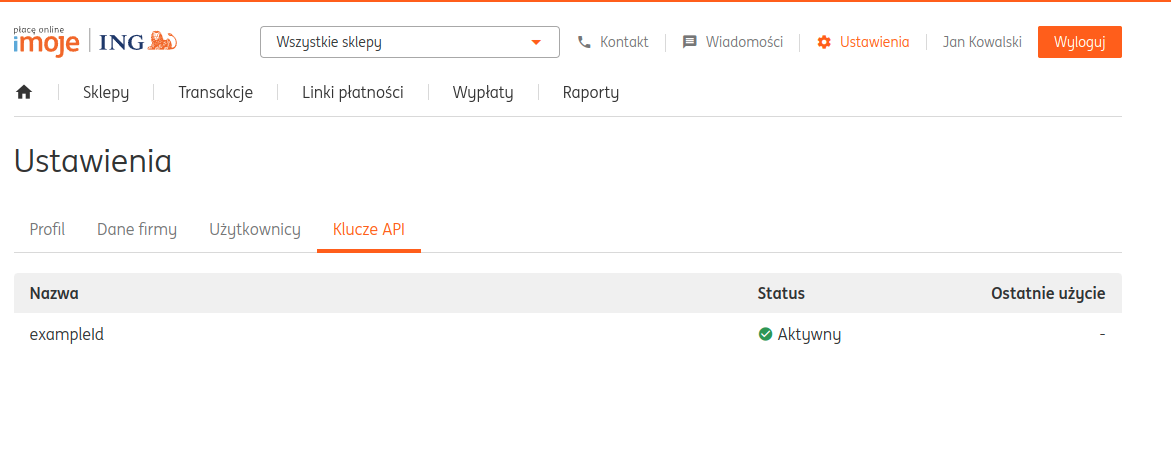 płacę online
imoje ING
Wszystkie sklepy Kontakt Wiadomości Ustawienia Jan Kowalski Wyloguj
Sklepy Transakcje Linki płatności Wypłaty Raporty
Ustawienia
Profil Dane firmy Użytkownicy Klucze API
Nazwa Status Ostatnie użycie
exampleId Aktywny -